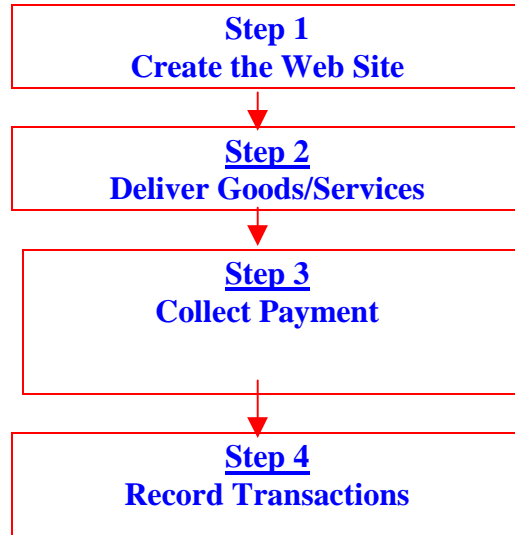 Step 1
Create the Web Site
Step 2
Deliver Goods/Services
Step 3
Collect Payment
Step 4
Record Transactions